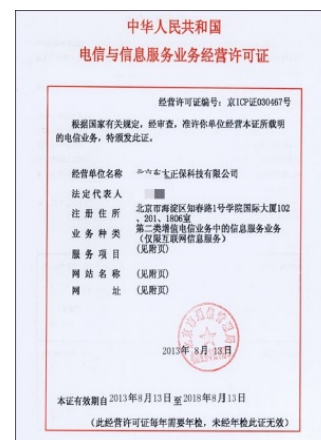 中华人民共和国
电信与信息服务业务经营许可证
经营许可证编号：京ICP证030467号
根据国家有关规定，经审查，准许你单位经营本证所载明
的电信业务，特颁发此证。
经营单位名称 大正保科技有限公司
法定代表人
注册住所 北京市海淀区知春路1号学院国际大厦102
、201、1806室
业务种类 第二类增值电信业务中的信息服务业务
（仅限互联网信息服务）
服务项目 （见附页）
网站名称 （见附页）
网 址 （见附页）
2013年 8月 13日
本证有效期自 2013年8月13日 至 2018年8月13日
（此经营许可证每年需要年检，未经年检此证无效）